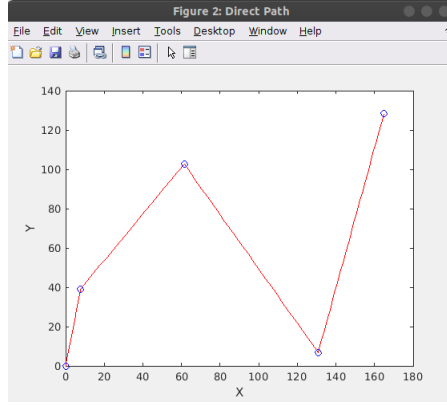 Figure 2: Direct Path
File Edit View Insert Tools Desktop Window Help
140
120
100
80
60
40
20
0
Y
0 20 40 60 80 100 120 140 160 180
X